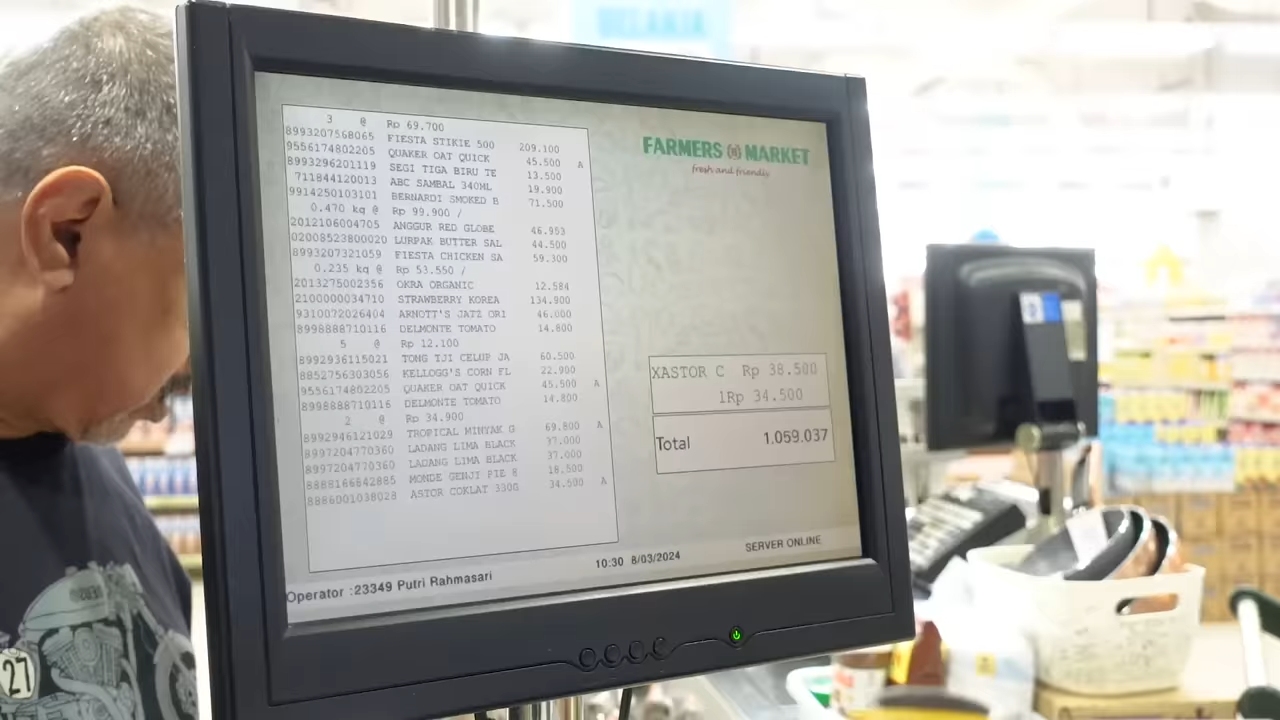 BELANJA
3 @ Rp 69.700
8993207568065 FIESTA STIKIE 500 209.100
9556174802205 QUAKER OAT QUICK 45.500 A
8993296201119 SEGI TIGA BIRU TE 13.500
711844120013 ABC SAMBAL 340ML 19.900
9914250103101 BERNARDI SMOKED B 71.500
0.470 kg @ Rp 99.900 /
2012106004705 ANGGUR RED GLOBE 46.953
02008523800020 LURPAK BUTTER SAL 44.500
8993207321059 FIESTA CHICKEN SA 59.300
0.235 kg @ Rp 53.550 /
2013275002356 OKRA ORGANIC 12.584
2100000034710 STRAWBERRY KOREA 134.900
9310072026404 ARNOTT'S JATZ ORI 46.000
8998888710116 DELMONTE TOMATO 14.800
5 @ Rp 12.100
8992936115021 TONG TJI CELUP JA 60.500
8852756303056 KELLOGG'S CORN FL 22.900
9556174802205 QUAKER OAT QUICK 45.500 A
8998888710116 DELMONTE TOMATO 14.800
2 @ Rp 34.900
8992946121029 TROPICAL MINYAK G 69.800 A
8997204770360 LADANG LIMA BLACK 37.000
8997204770360 LADANG LIMA BLACK 37.000
8888166642885 MONDE GENJI PIE 8 18.500
8886001038028 ASTOR COKLAT 330G 34.500 A
FARMERS MARKET
fresh and friendly
XASTOR C Rp 38.500
1Rp 34.500
Total 1.059.037
Operator :23349 Putri Rahmasari
10:30 8/03/2024
SERVER ONLINE
27